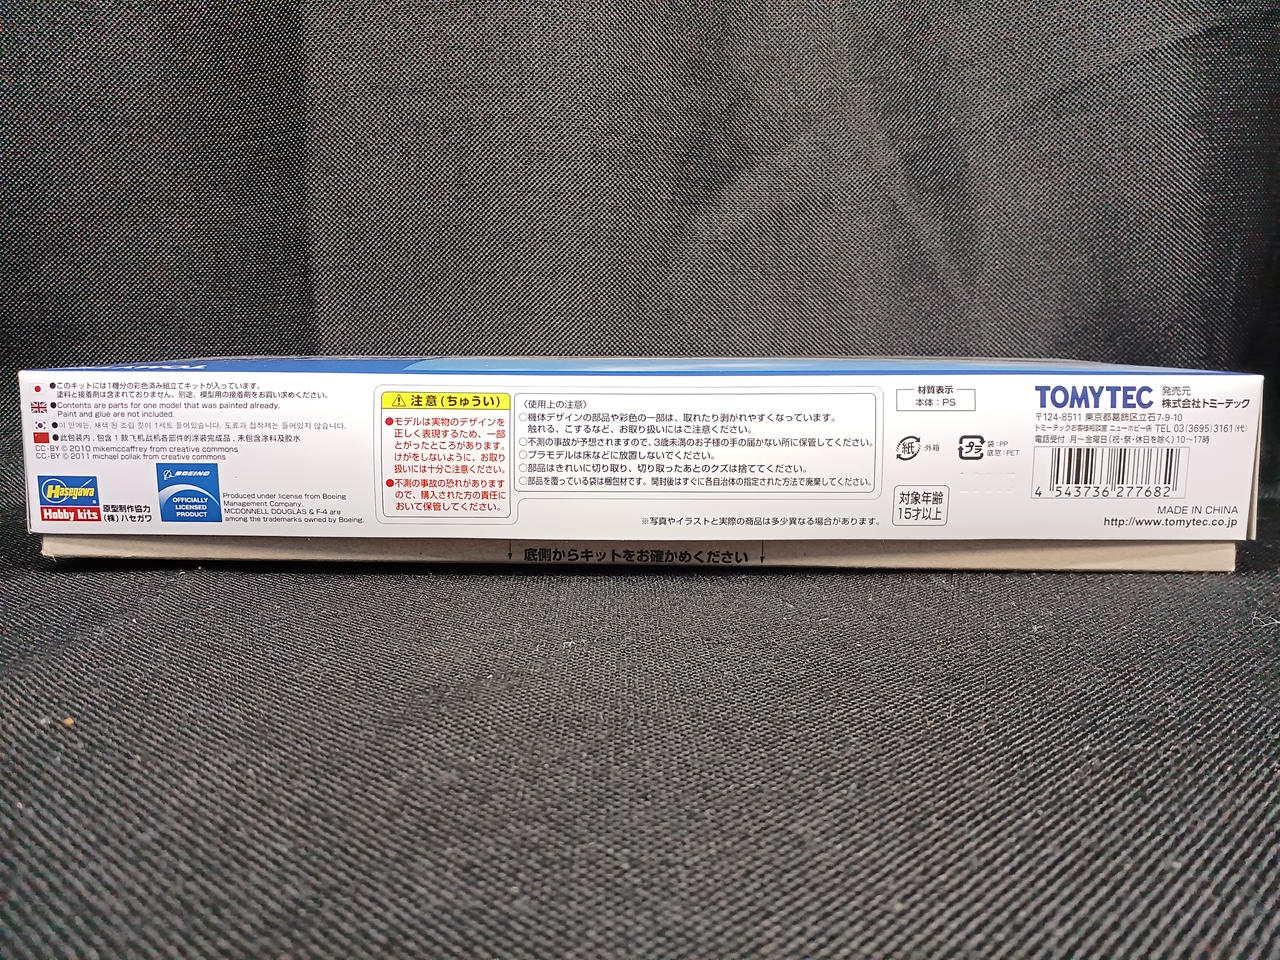 ●このキットには1機分の彩色済み組立てキットが入っています。
塗料と接着剤は含まれておりません。別途、模型用の接着剤をお買い求めください。
●Contents are parts for one model that was painted already.
Paint and glue are not included.
●이 안에는, 채색 된 조립 킷이 1세트 들어있습니다. 도료과 접착제는 들어있지 않습니다.
●此包装内，包含 1 款飞机战机各部件的涂装完成品，未包含涂料及胶水
CC-BY © 2010 mikemccaffrey from creative commons
CC-BY © 2011 michael pollak from creative commons
Hasegawa
Hobby kits
原型制作協力
(株) ハセガワ
BOEING
OFFICIALLY
LICENSED
PRODUCT
Produced under license from Boeing
Management Company.
MCDONNELL DOUGLAS & F-4 are
among the trademarks owned by Boeing.
注意 (ちゅうい)
●モデルは実物のデザインを
正しく表現するため、一部
とがったところがあります。
けがをしないように、お取り
扱いには十分ご注意ください。
●不測の事故の恐れがあります
ので、購入された方の責任に
おいて保管してください。
〈使用上の注意〉
○機体デザインの部品や彩色の一部は、取れたり剥がれやすくなっています。
触れる、こするなど、お取り扱いにはご注意ください。
○不測の事故が予想されますので、3歳未満のお子様の手の届かない所に保管してください。
○プラモデルは床などに放置しないでください。
○部品はきれいに切り取り、切り取ったあとのクズは捨ててください。
○部品を覆っている袋は梱包材です。開封後はすぐに各自治体の指定された方法で廃棄してください。
※写真やイラストと実際の商品は多少異なる場合があります。
材質表示
本体：PS
紙
：外箱
プラ
袋：PP
底窓：PET
対象年齢
15才以上
TOMYTEC
発売元
株式会社トミーテック
〒124-8511 東京都葛飾区立石7-9-10
トミーテックお客様相談室 ニューホビー係 TEL 03(3695)3161(代)
電話受付 月〜金曜日(祝・祭・休日を除く)10〜17時
4 543736 277682
MADE IN CHINA
http://www.tomytec.co.jp
↓ 底側からキットをお確かめください ↓